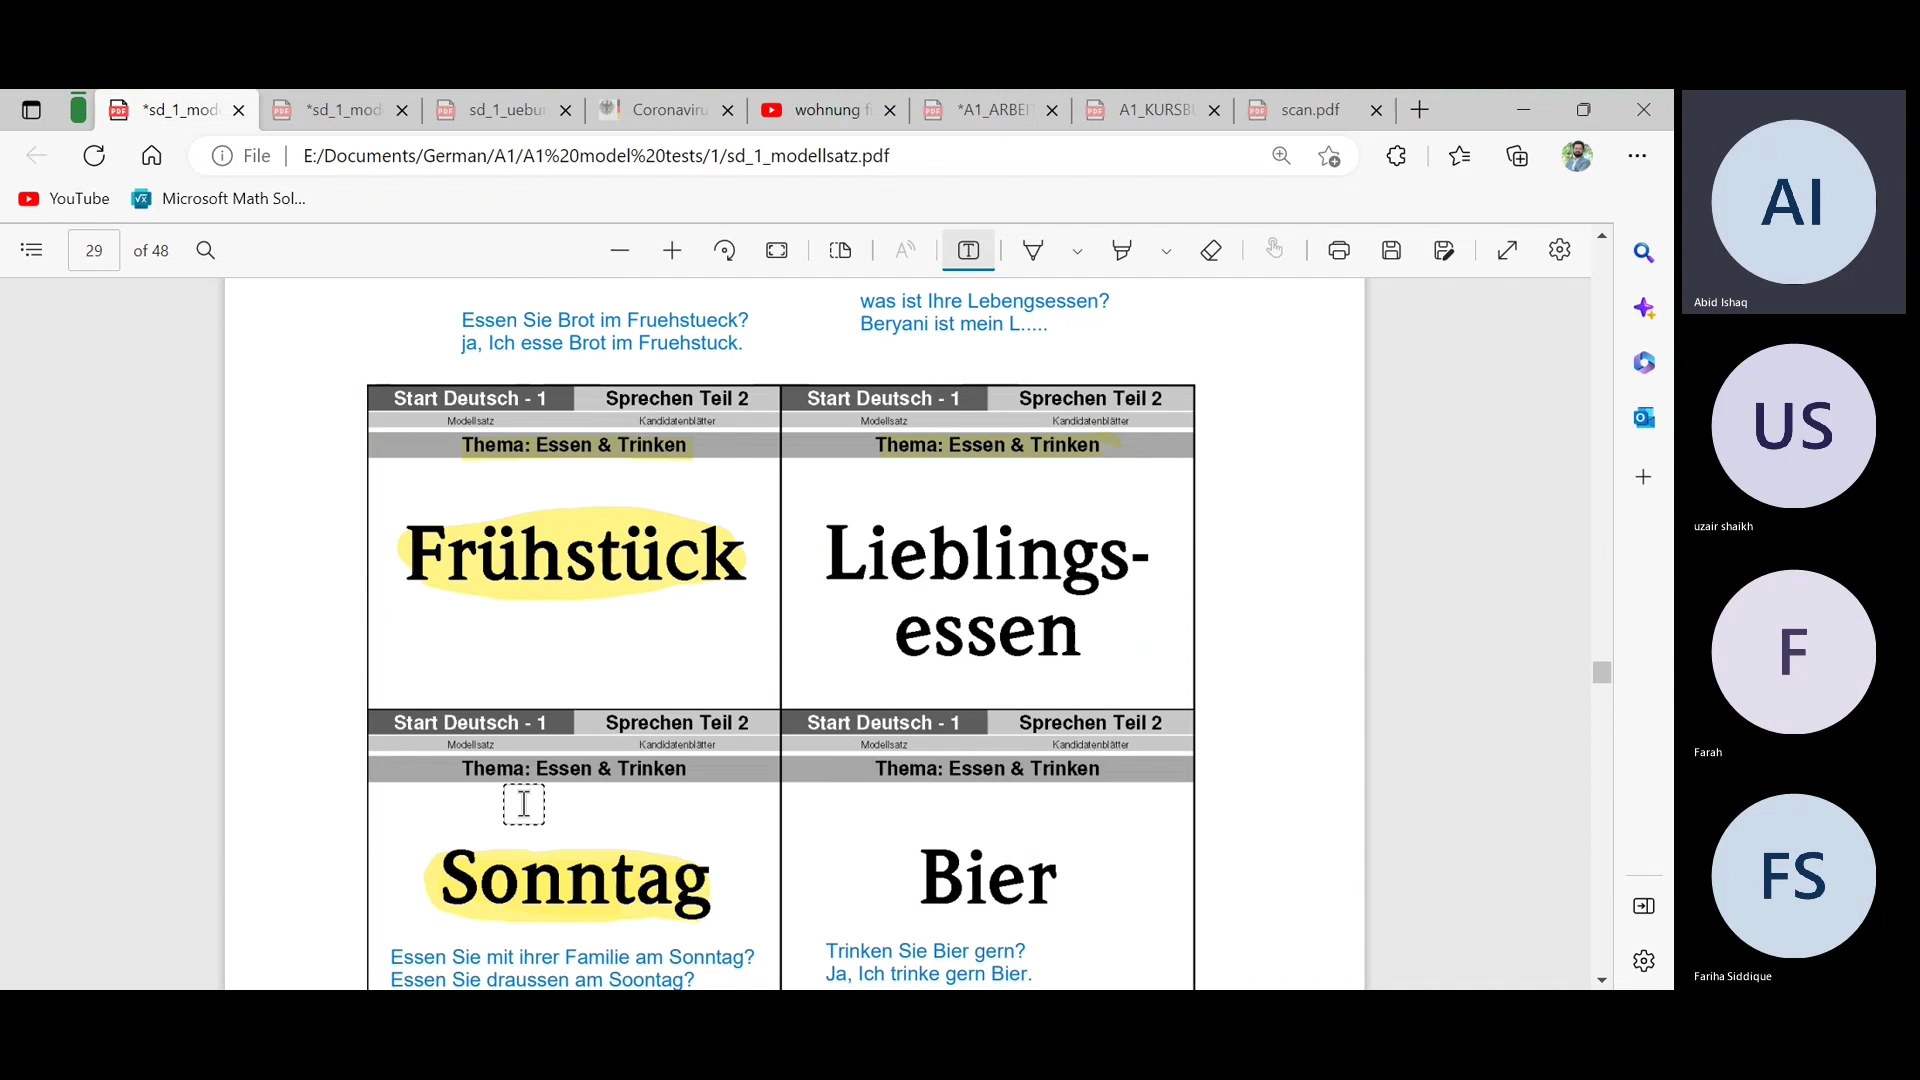 *sd_1_mod
*sd_1_mod
sd_1_uebur
Coronaviru
wohnung f
*A1_ARBEI
A1_KURSBU
scan.pdf
File
E:/Documents/German/A1/A1%20model%20tests/1/sd_1_modellsatz.pdf
YouTube
Microsoft Math Sol...
29 of 48
was ist Ihre Lebengsessen?
Beryani ist mein L.....
Essen Sie Brot im Fruehstueck?
ja, Ich esse Brot im Fruehstuck.
Start Deutsch - 1 Sprechen Teil 2
Modellsatz Kandidatenblätter
Thema: Essen & Trinken
Frühstück
Start Deutsch - 1 Sprechen Teil 2
Modellsatz Kandidatenblätter
Thema: Essen & Trinken
Lieblings-
essen
Start Deutsch - 1 Sprechen Teil 2
Modellsatz Kandidatenblätter
Thema: Essen & Trinken
Sonntag
Essen Sie mit ihrer Familie am Sonntag?
Essen Sie draussen am Soontag?
Start Deutsch - 1 Sprechen Teil 2
Modellsatz Kandidatenblätter
Thema: Essen & Trinken
Bier
Trinken Sie Bier gern?
Ja, Ich trinke gern Bier.
AI
Abid Ishaq
US
uzair shaikh
F
Farah
FS
Fariha Siddique